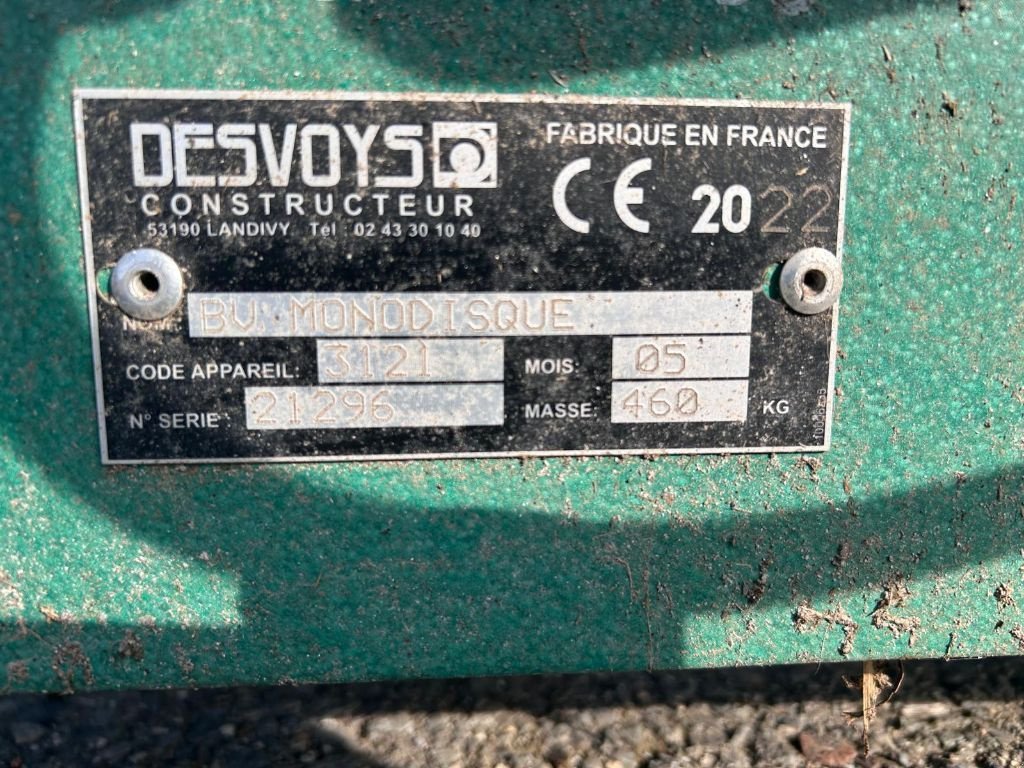 DESVOYS
CONSTRUCTEUR
53190 LANDIVY Tél : 02 43 30 10 40
FABRIQUE EN FRANCE
CE 2022
NOM: BV. MONODISQUE
CODE APPAREIL: 3121
MOIS: 05
N° SERIE: 21296
MASSE: 460 KG